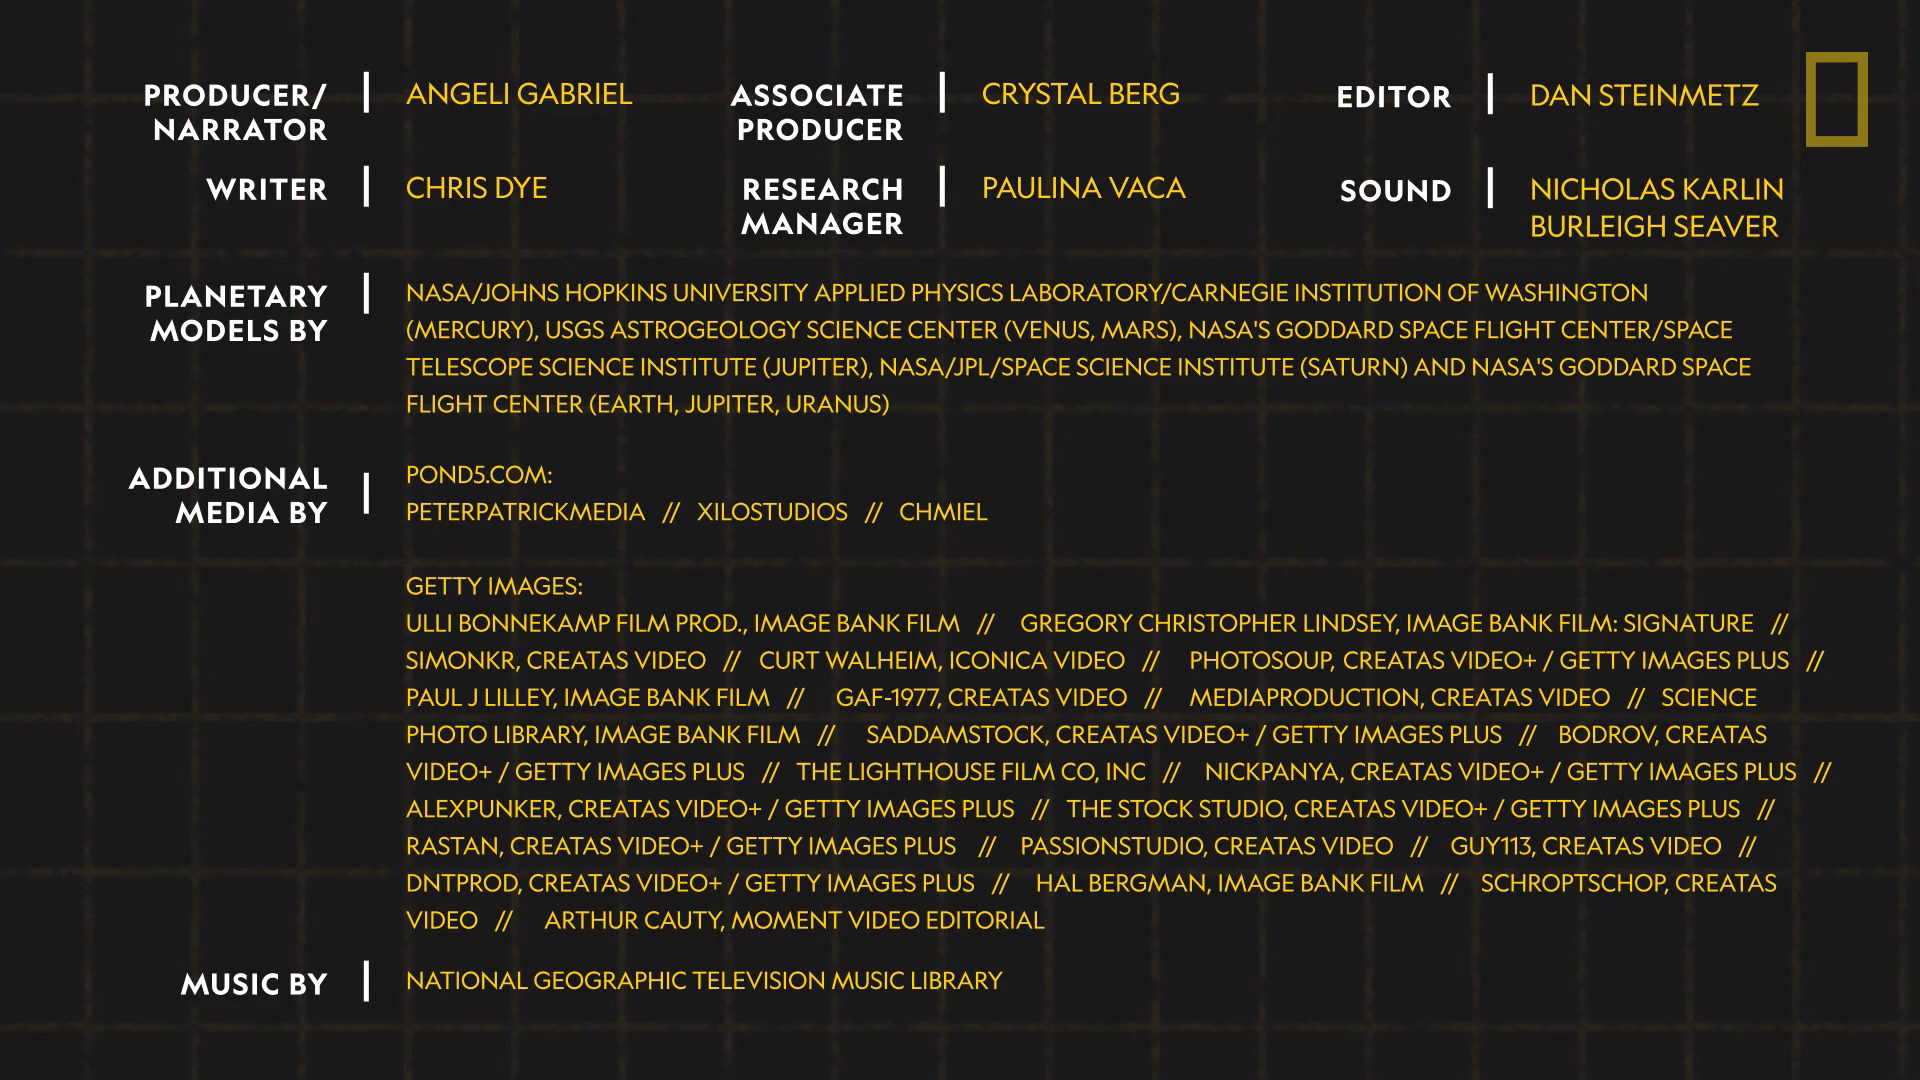 PRODUCER/
NARRATOR
ANGELI GABRIEL
ASSOCIATE
PRODUCER
CRYSTAL BERG
EDITOR
DAN STEINMETZ
WRITER
CHRIS DYE
RESEARCH
MANAGER
PAULINA VACA
SOUND
NICHOLAS KARLIN
BURLEIGH SEAVER
PLANETARY
MODELS BY
NASA/JOHNS HOPKINS UNIVERSITY APPLIED PHYSICS LABORATORY/CARNEGIE INSTITUTION OF WASHINGTON
(MERCURY), USGS ASTROGEOLOGY SCIENCE CENTER (VENUS, MARS), NASA'S GODDARD SPACE FLIGHT CENTER/SPACE
TELESCOPE SCIENCE INSTITUTE (JUPITER), NASA/JPL/SPACE SCIENCE INSTITUTE (SATURN) AND NASA'S GODDARD SPACE
FLIGHT CENTER (EARTH, JUPITER, URANUS)
ADDITIONAL
MEDIA BY
POND5.COM:
PETERPATRICKMEDIA // XILOSTUDIOS // CHMIEL
GETTY IMAGES:
ULLI BONNEKAMP FILM PROD., IMAGE BANK FILM // GREGORY CHRISTOPHER LINDSEY, IMAGE BANK FILM: SIGNATURE //
SIMONKR, CREATAS VIDEO // CURT WALHEIM, ICONICA VIDEO // PHOTOSOUP, CREATAS VIDEO+ / GETTY IMAGES PLUS //
PAUL J LILLEY, IMAGE BANK FILM // GAF-1977, CREATAS VIDEO // MEDIAPRODUCTION, CREATAS VIDEO // SCIENCE
PHOTO LIBRARY, IMAGE BANK FILM // SADDAMSTOCK, CREATAS VIDEO+ / GETTY IMAGES PLUS // BODROV, CREATAS
VIDEO+ / GETTY IMAGES PLUS // THE LIGHTHOUSE FILM CO, INC // NICKPANYA, CREATAS VIDEO+ / GETTY IMAGES PLUS //
ALEXPUNKER, CREATAS VIDEO+ / GETTY IMAGES PLUS // THE STOCK STUDIO, CREATAS VIDEO+ / GETTY IMAGES PLUS //
RASTAN, CREATAS VIDEO+ / GETTY IMAGES PLUS // PASSIONSTUDIO, CREATAS VIDEO // GUY113, CREATAS VIDEO //
DNTPROD, CREATAS VIDEO+ / GETTY IMAGES PLUS // HAL BERGMAN, IMAGE BANK FILM // SCHROPTSCHOP, CREATAS
VIDEO // ARTHUR CAUTY, MOMENT VIDEO EDITORIAL
MUSIC BY
NATIONAL GEOGRAPHIC TELEVISION MUSIC LIBRARY